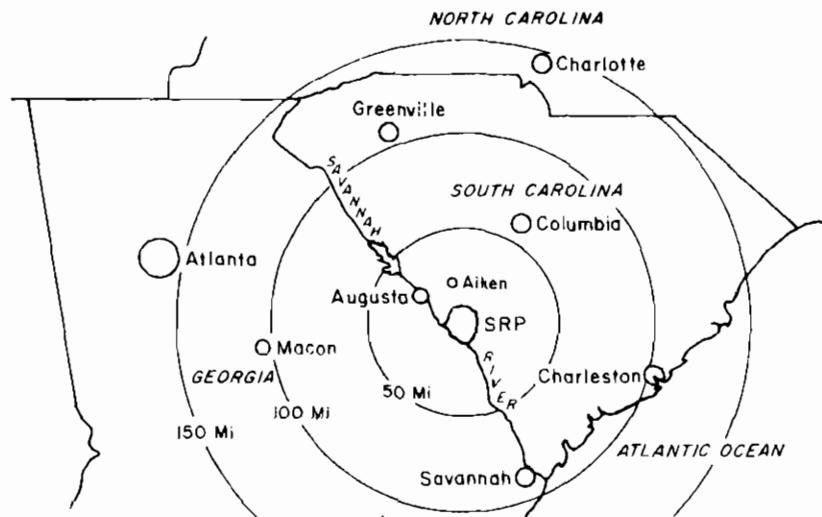 NORTH CAROLINA
Charlotte
Greenville
SAVANNAH
SOUTH CAROLINA
Columbia
Atlanta
Aiken
Augusta
SRP
Macon
RIVER
GEORGIA
50 Mi
Charleston
100 Mi
150 Mi
ATLANTIC OCEAN
Savannah